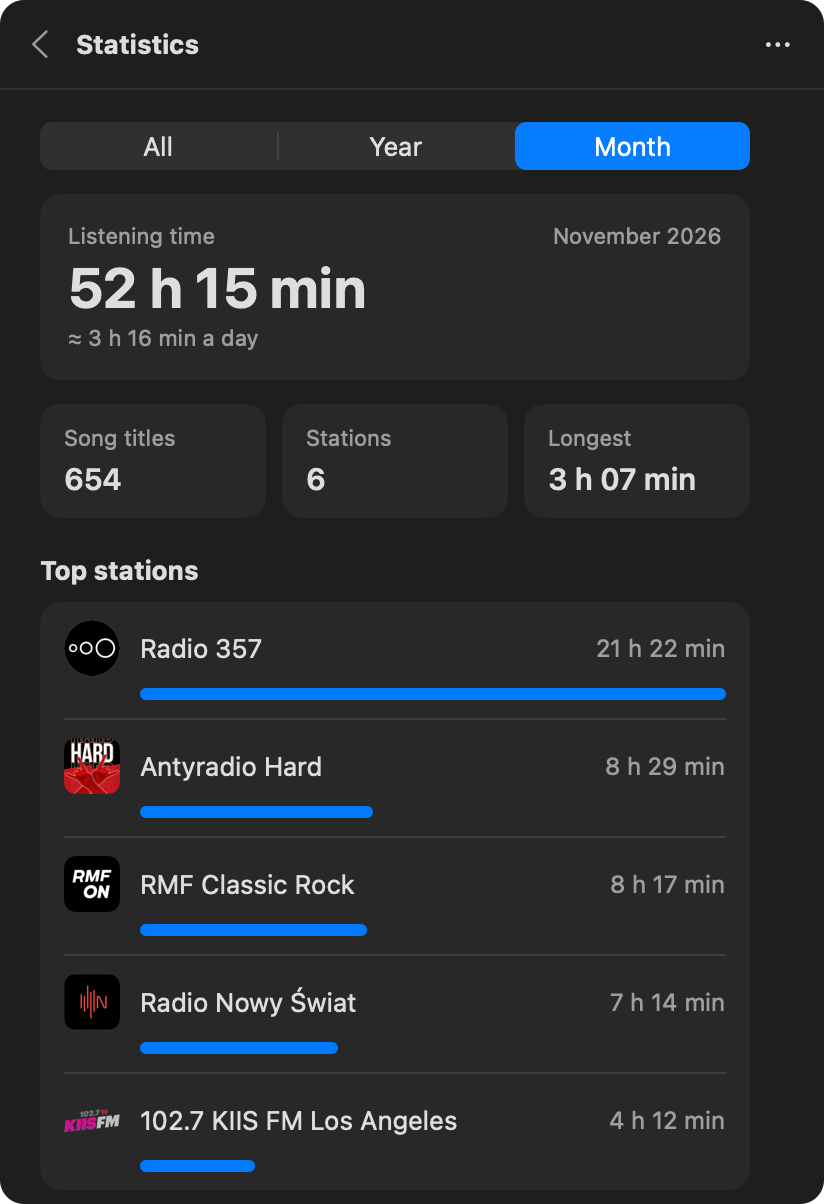 Statistics
All
Year
Month
Listening time
November 2026
52 h 15 min
≈ 3 h 16 min a day
Song titles
654
Stations
6
Longest
3 h 07 min
Top stations
Radio 357
21 h 22 min
HARD
Antyradio Hard
8 h 29 min
RMF
ON
RMF Classic Rock
8 h 17 min
Radio Nowy Świat
7 h 14 min
102.7
KIISFM
102.7 KIIS FM Los Angeles
4 h 12 min